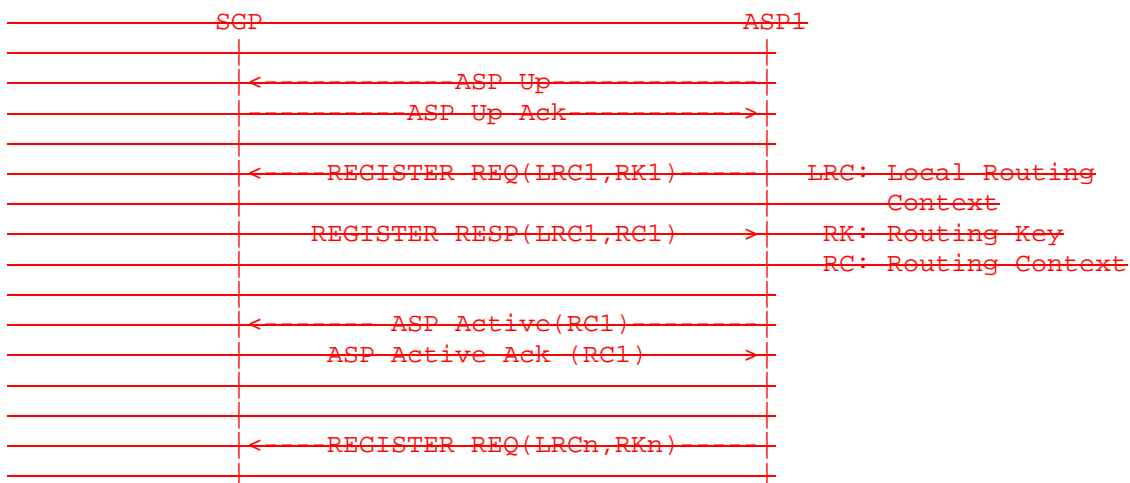 SGP                                ASP1
|                                  |
|<-------------ASP Up--------------|
|-----------ASP Up Ack------------>|
|                                  |
|<----REGISTER REQ(LRC1,RK1)-----|  LRC: Local Routing
|                                  |       Context
|    REGISTER RESP(LRC1,RC1)    >|   RK: Routing Key
|                                  |   RC: Routing Context
|                                  |
|<------- ASP Active(RC1)--------|
|     ASP Active Ack (RC1)      >|
|                                  |
|                                  |
|<----REGISTER REQ(LRCn,RKn)-----|
|                                  |